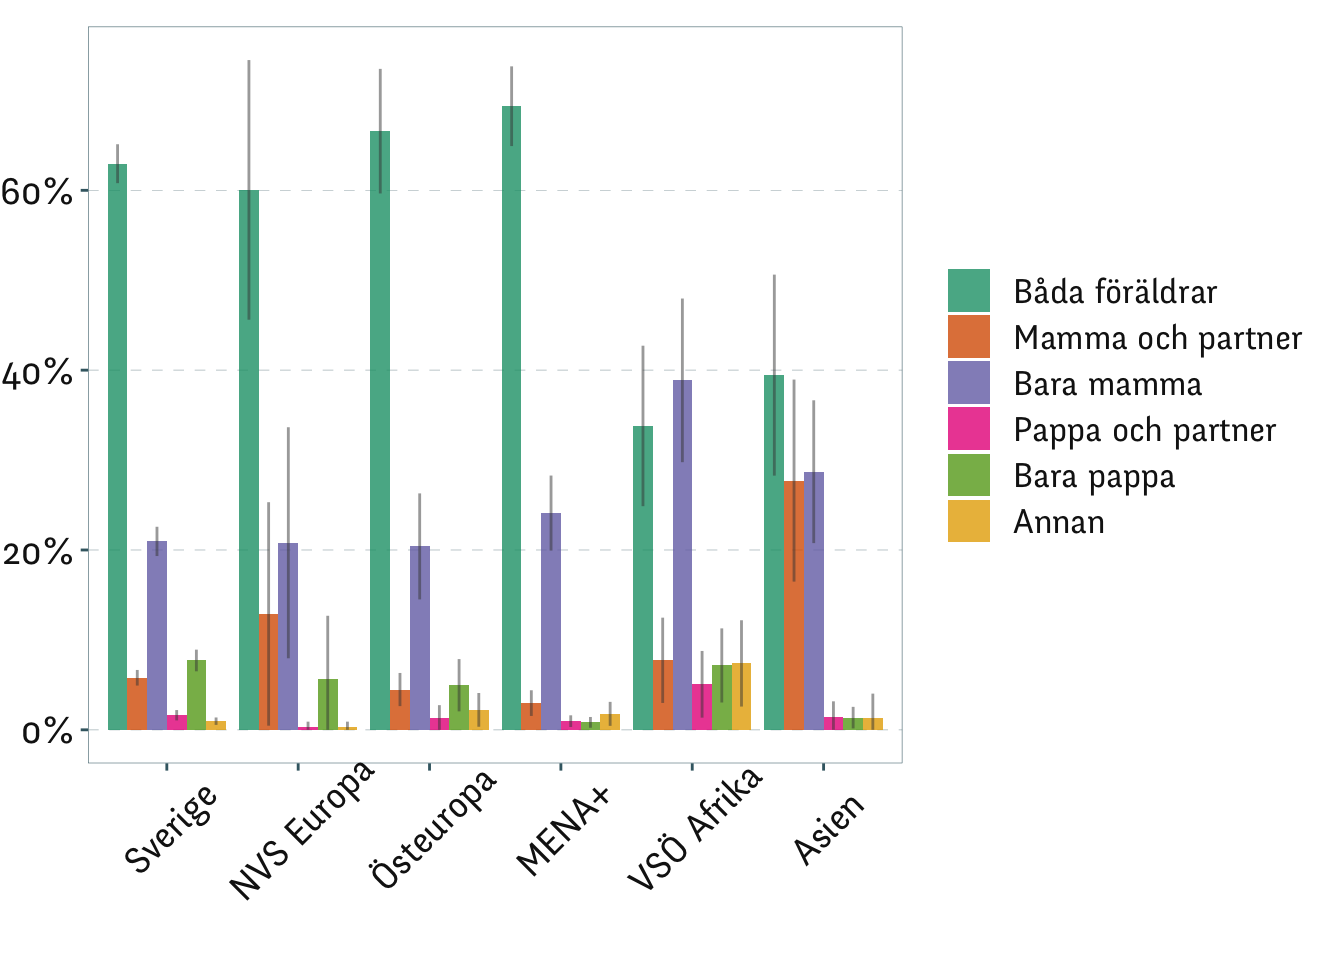 60%
40%
20%
0%
Sverige
NVS Europa
Östeuropa
MENA+
VSÖ Afrika
Asien
Båda föräldrar
Mamma och partner
Bara mamma
Pappa och partner
Bara pappa
Annan